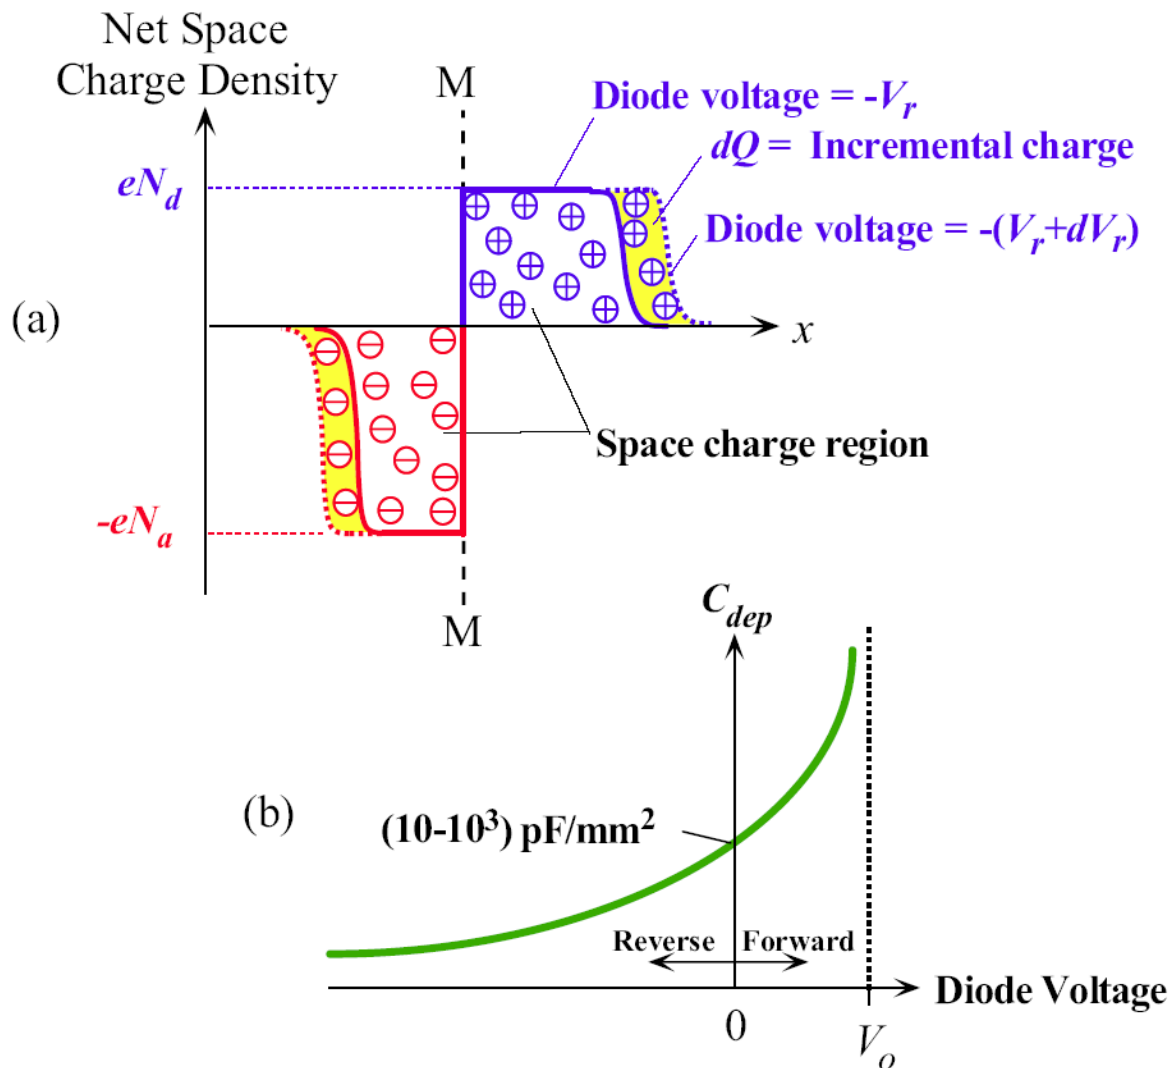 Net Space
Charge Density
M
Diode voltage = -Vr
dQ = Incremental charge
eNd
Diode voltage = -(Vr+dVr)
(a)
x
Space charge region
-eNa
M
Cdep
(b)
(10-10³) pF/mm²
Reverse
Forward
Diode Voltage
0
Vo